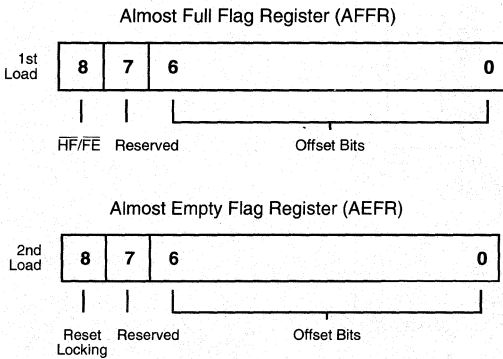 Almost Full Flag Register (AFFR)
1st
Load
8 7 6 0
HF/FE Reserved Offset Bits
Almost Empty Flag Register (AEFR)
2nd
Load
8 7 6 0
Reset
Locking
Reserved Offset Bits